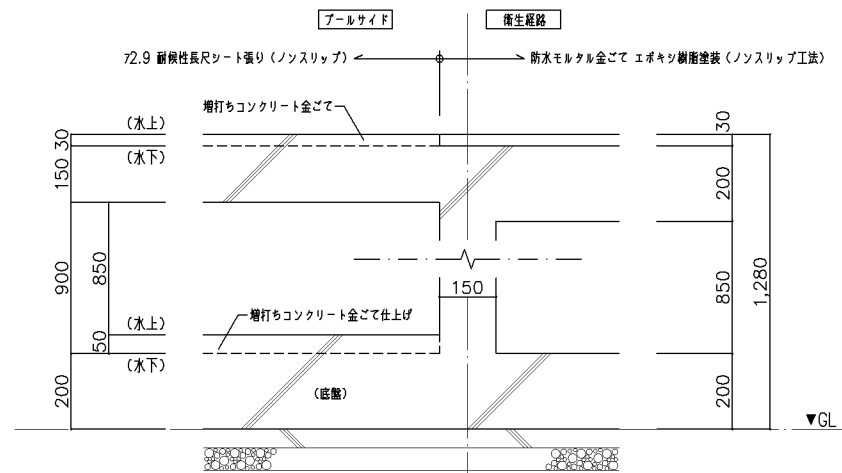 プールサイド
衛生経路
ｱ2.9 耐候性長尺シート張り（ノンスリップ）
防水モルタル金ごて エポキシ樹脂塗装（ノンスリップ工法）
増打ちコンクリート金ごて
（水上）
30
30
（水下）
150
200
900
850
150
850
1,280
増打ちコンクリート金ごて仕上げ
（水上）
50
（水下）
200
（底盤）
200
▼GL